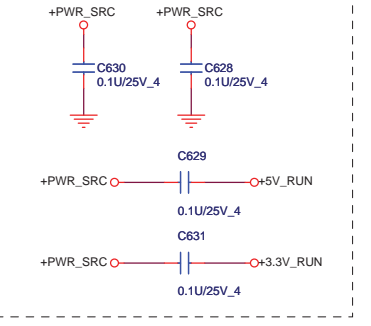 +PWR_SRC
+PWR_SRC
C630
0.1U/25V_4
C628
0.1U/25V_4
C629
+PWR_SRC
+5V_RUN
0.1U/25V_4
C631
+PWR_SRC
+3.3V_RUN
0.1U/25V_4